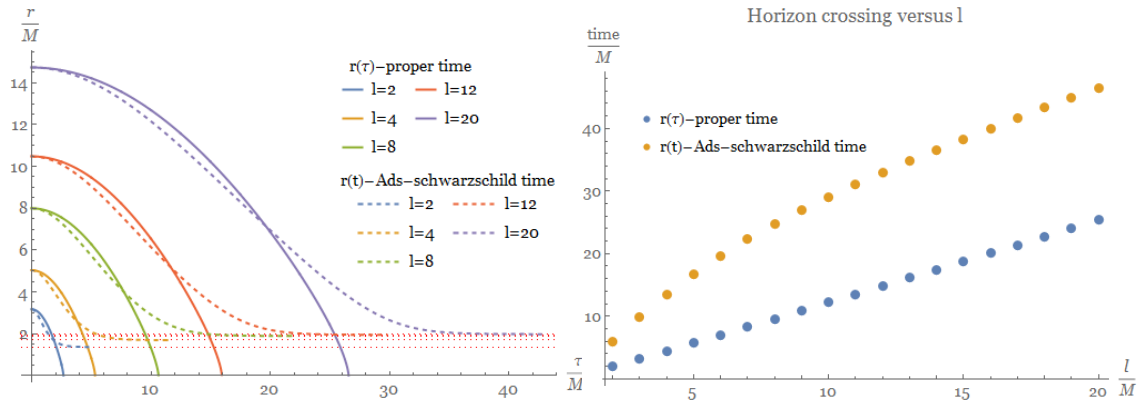 r/M
14
12
10
8
6
4
2
0
10
20
30
40
τ/M
r(τ)−proper time
l=2
l=12
l=4
l=20
l=8
r(t)−Ads−schwarzschild time
l=2
l=12
l=4
l=20
l=8
Horizon crossing versus l
time/M
40
20
10
0
5
10
15
20
l/M
r(τ)−proper time
r(t)−Ads−schwarzschild time